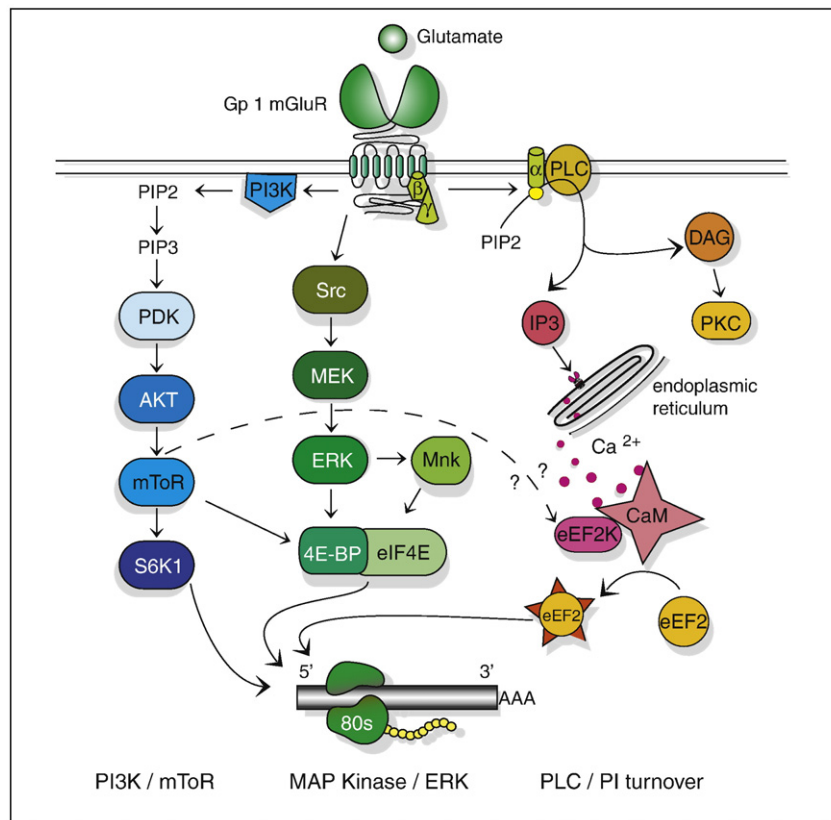 Glutamate
Gp 1 mGluR
α
PLC
β
γ
PIP2
PI3K
PIP2
DAG
PIP3
Src
IP3
PKC
PDK
MEK
endoplasmic
reticulum
AKT
Ca 2+
ERK
Mnk
mToR
?
?
CaM
eEF2K
4E-BP
eIF4E
S6K1
eEF2
eEF2
5'
3'
AAA
80s
PI3K / mToR
MAP Kinase / ERK
PLC / PI turnover